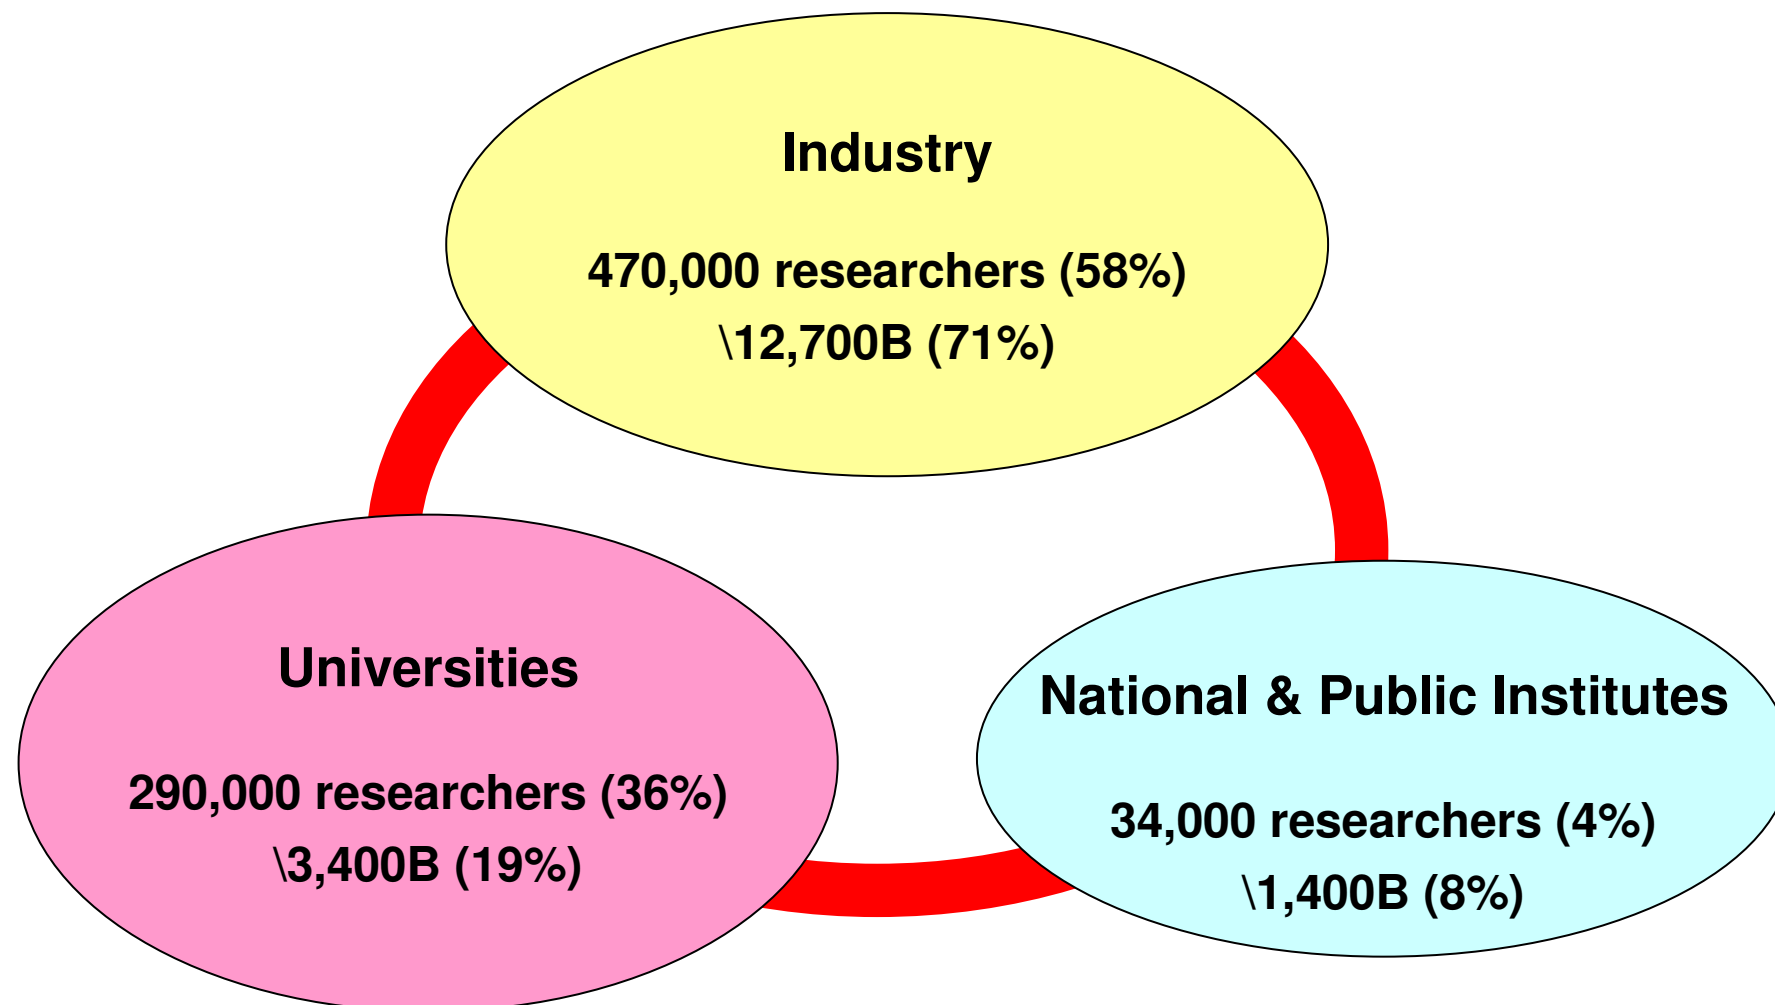 Industry
470,000 researchers (58%)
\12,700B (71%)
Universities
290,000 researchers (36%)
\3,400B (19%)
National & Public Institutes
34,000 researchers (4%)
\1,400B (8%)